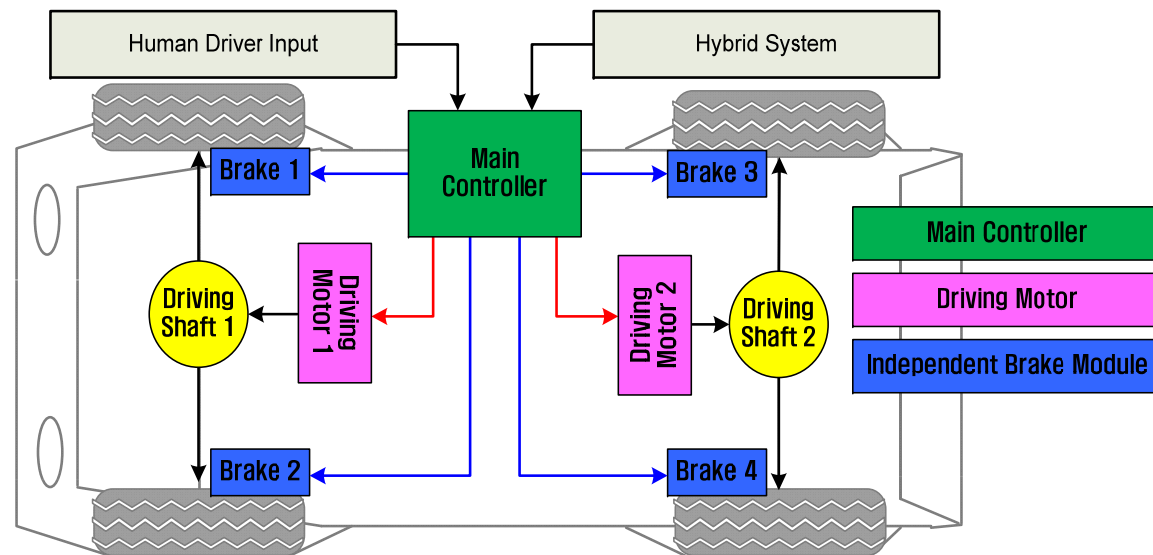 Human Driver Input
Hybrid System
Main
Controller
Brake 1
Brake 3
Driving
Shaft 1
Driving
Motor 1
Driving
Motor 2
Driving
Shaft 2
Brake 2
Brake 4
Main Controller
Driving Motor
Independent Brake Module